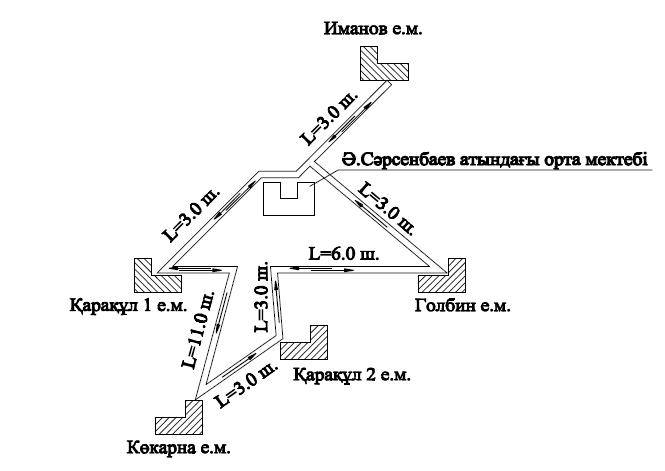 Иманов е.м.
L=3.0 ш.
Ә.Сәрсенбаев атындағы орта мектебі
L=3.0 ш.
L=3.0 ш.
L=6.0 ш.
Қарақұл 1 е.м.
L=11.0 ш.
L=3.0 ш.
Голбин е.м.
L=3.0 ш.
Қарақұл 2 е.м.
Көкарна е.м.